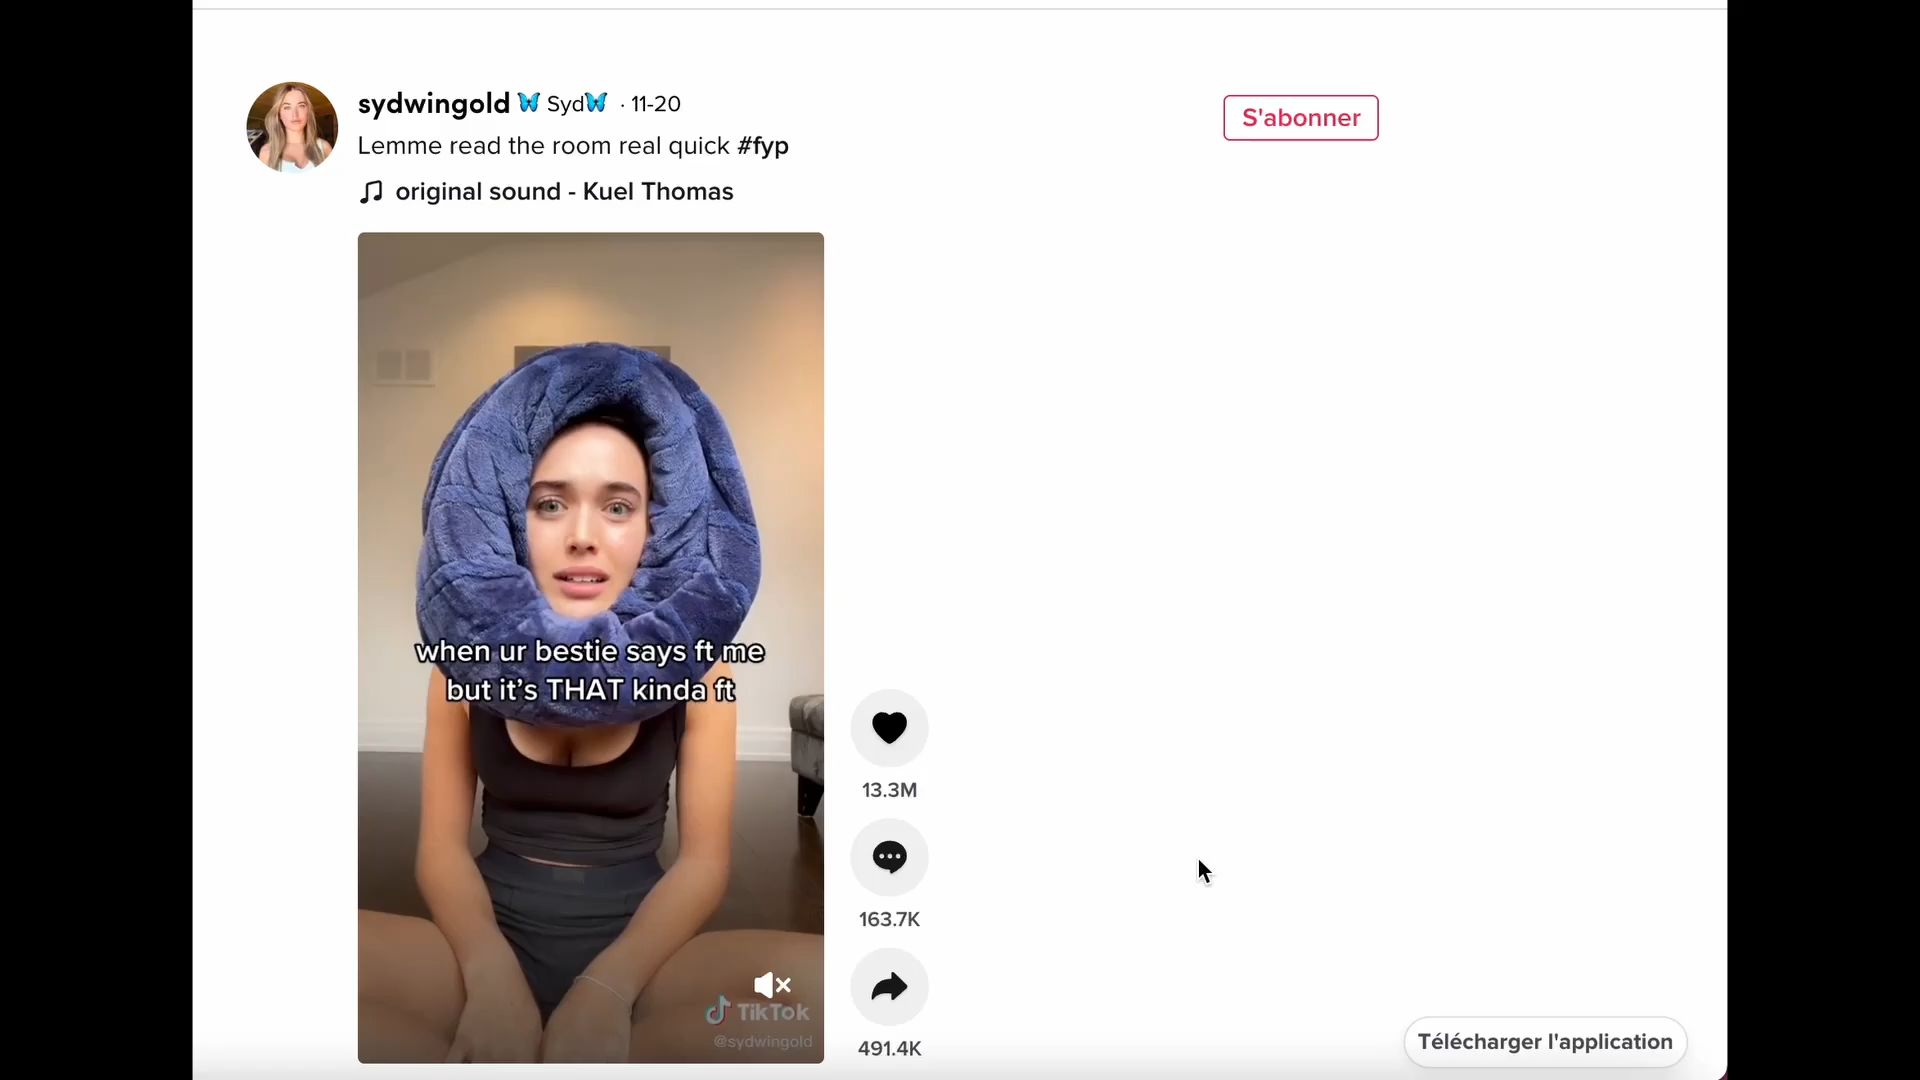 sydwingold 🦋 Syd🦋 · 11-20
S'abonner
Lemme read the room real quick #fyp
original sound - Kuel Thomas
when ur bestie says ft me
but it's THAT kinda ft
13.3M
163.7K
491.4K
TikTok
@sydwingold
Télécharger l'application